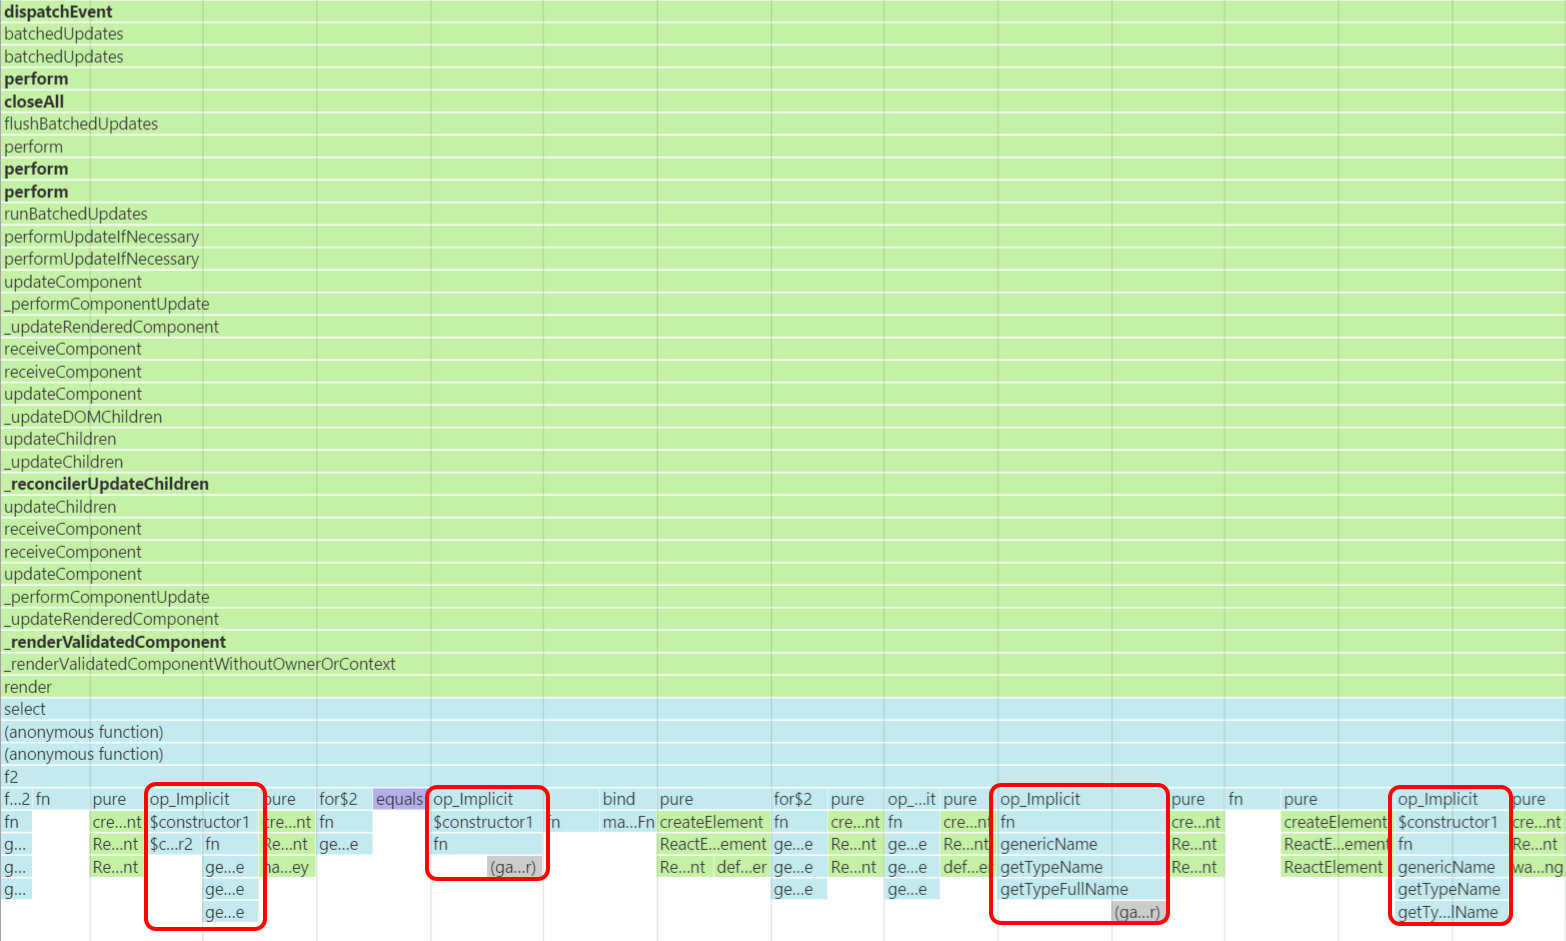 dispatchEvent
batchedUpdates
batchedUpdates
perform
closeAll
flushBatchedUpdates
perform
perform
perform
runBatchedUpdates
performUpdateIfNecessary
performUpdateIfNecessary
updateComponent
_performComponentUpdate
_updateRenderedComponent
receiveComponent
receiveComponent
updateComponent
_updateDOMChildren
updateChildren
_updateChildren
_reconcilerUpdateChildren
updateChildren
receiveComponent
receiveComponent
updateComponent
_performComponentUpdate
_updateRenderedComponent
_renderValidatedComponent
_renderValidatedComponentWithoutOwnerOrContext
render
select
(anonymous function)
(anonymous function)
f2
f...2 fn pure op_Implicit pure for$2 equals op_Implicit bind pure for$2 pure op_...it pure op_Implicit pure fn pure op_Implicit pure
fn cre...nt $constructor1 cre...nt fn $constructor1 fn ma...Fn createElement fn cre...nt fn cre...nt fn cre...nt createElement $constructor1 cre...nt
g... Re...nt $c...r2 fn Re...nt ge...e fn ReactE...ement ge...e Re...nt ge...e Re...nt genericName Re...nt ReactE...ement fn Re...nt
g... Re...nt ge...e na...ey (ga...r) Re...nt def...er ge...e Re...nt ge...e def...e getTypeName Re...nt ReactElement genericName wa...ng
g... ge...e ge...e ge...e getTypeFullName getTypeName
ge...e (ga...r) getTy...lName